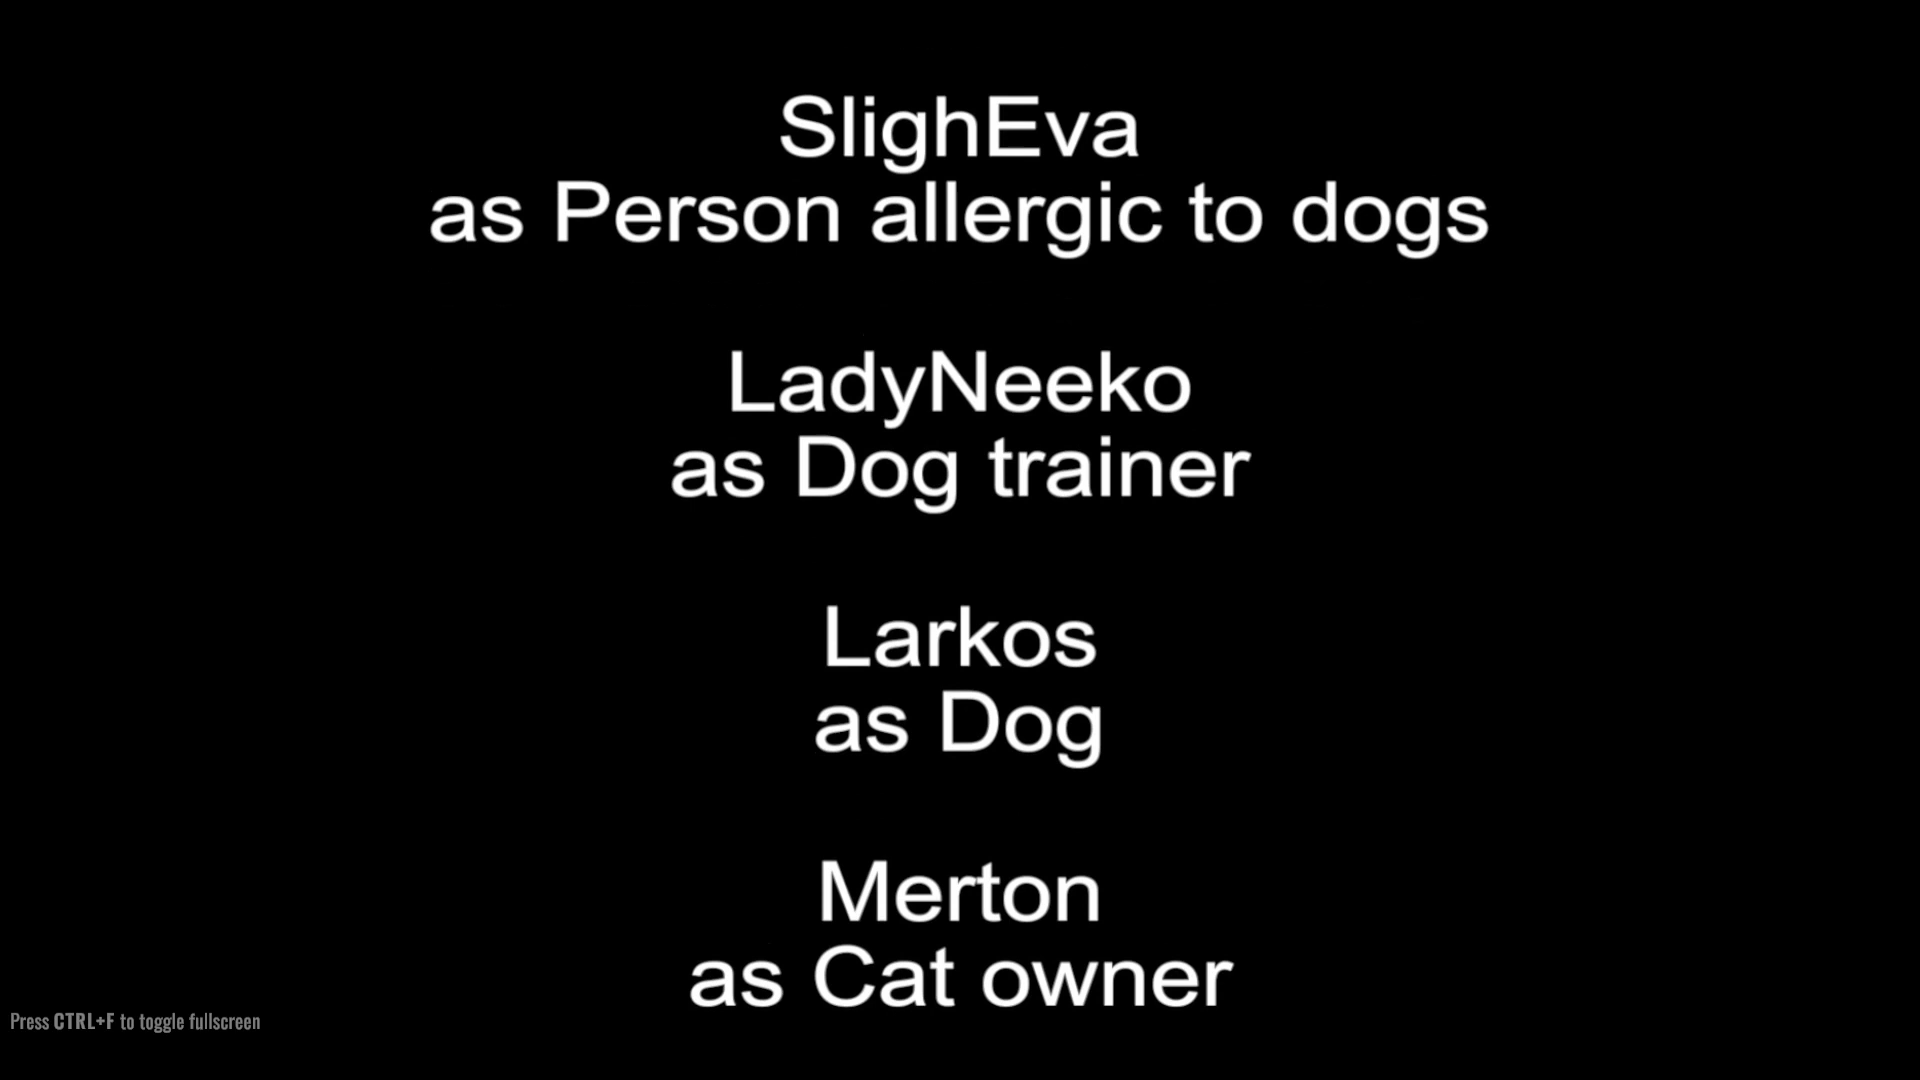 SlighEva
as Person allergic to dogs
LadyNeeko
as Dog trainer
Larkos
as Dog
Merton
as Cat owner
Press CTRL+F to toggle fullscreen